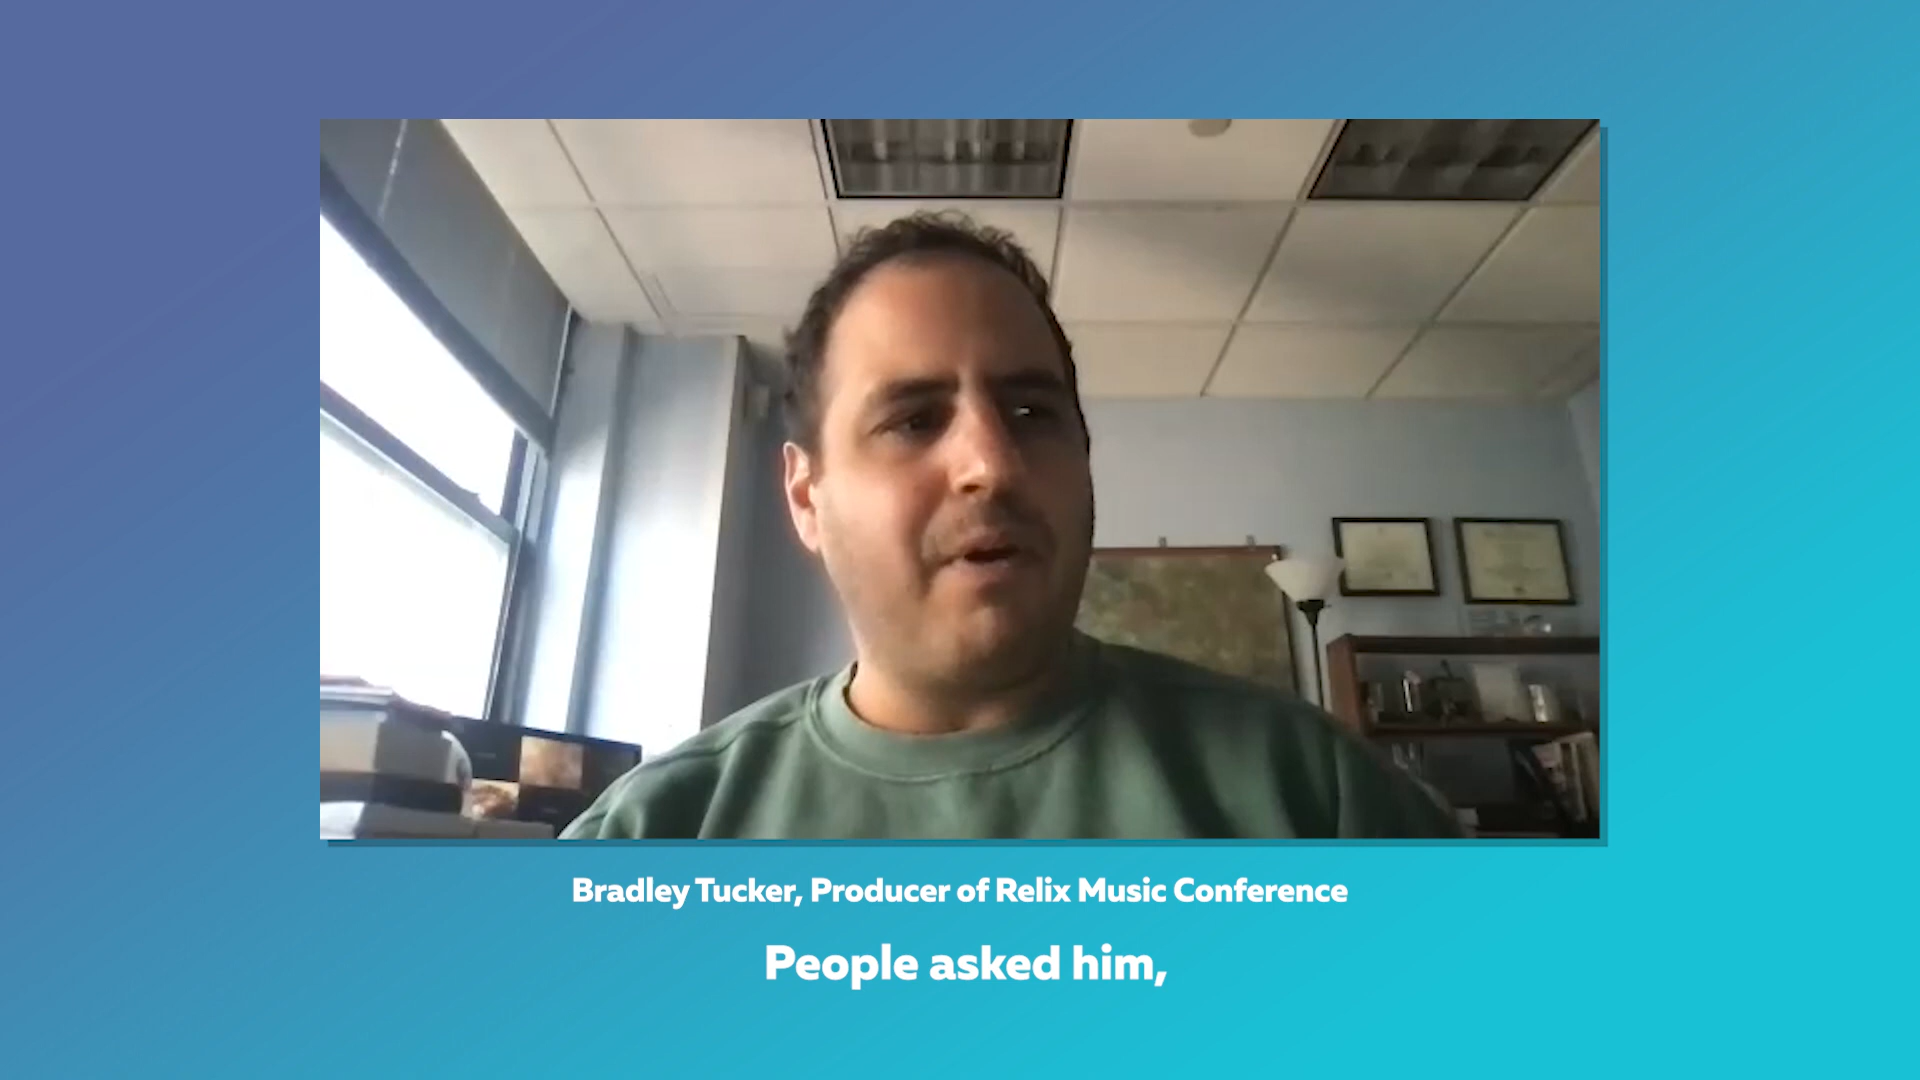 Bradley Tucker, Producer of Relix Music Conference
People asked him,